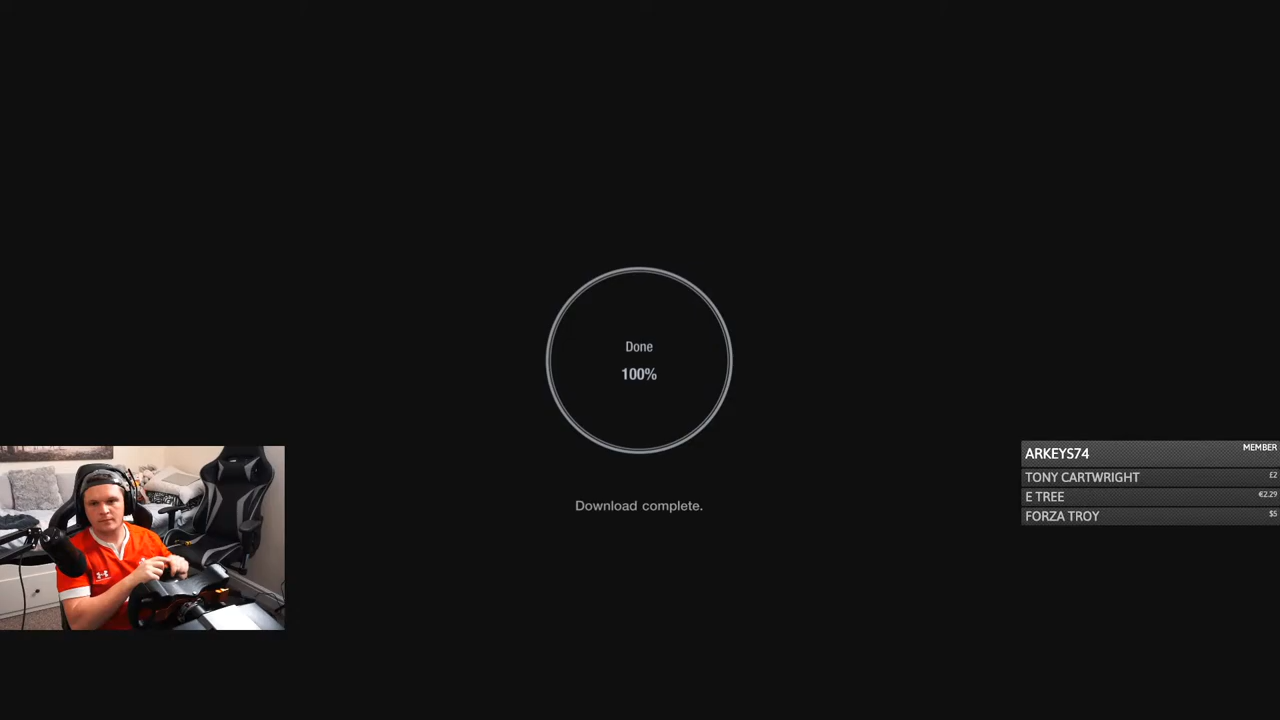 Done
100%
Download complete.
ARKEYS74 MEMBER
TONY CARTWRIGHT £2
E TREE €2.29
FORZA TROY $5